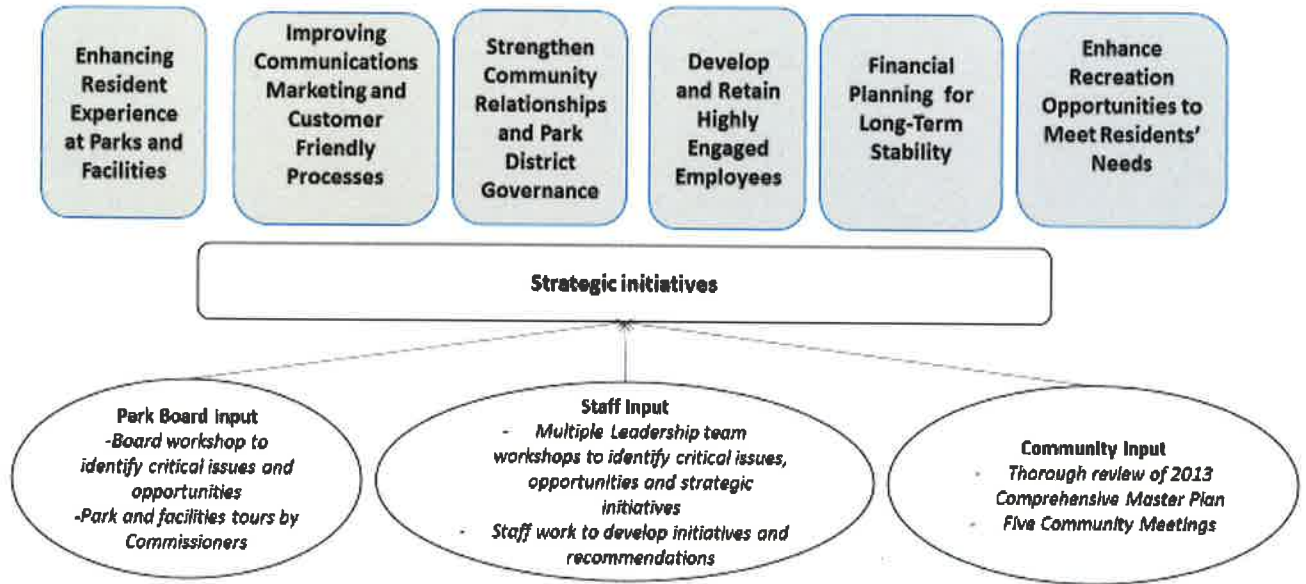 Enhancing
Resident
Experience
at Parks and
Facilities
Improving
Communications
Marketing and
Customer
Friendly
Processes
Strengthen
Community
Relationships
and Park
District
Governance
Develop
and Retain
Highly
Engaged
Employees
Financial
Planning for
Long-Term
Stability
Enhance
Recreation
Opportunities to
Meet Residents'
Needs
Strategic initiatives
Park Board input
-Board workshop to
identify critical issues and
opportunities
-Park and facilities tours by
Commissioners
Staff Input
- Multiple Leadership team
workshops to identify critical issues,
opportunities and strategic
initiatives
- Staff work to develop initiatives and
recommendations
Community Input
- Thorough review of 2013
Comprehensive Master Plan
- Five Community Meetings